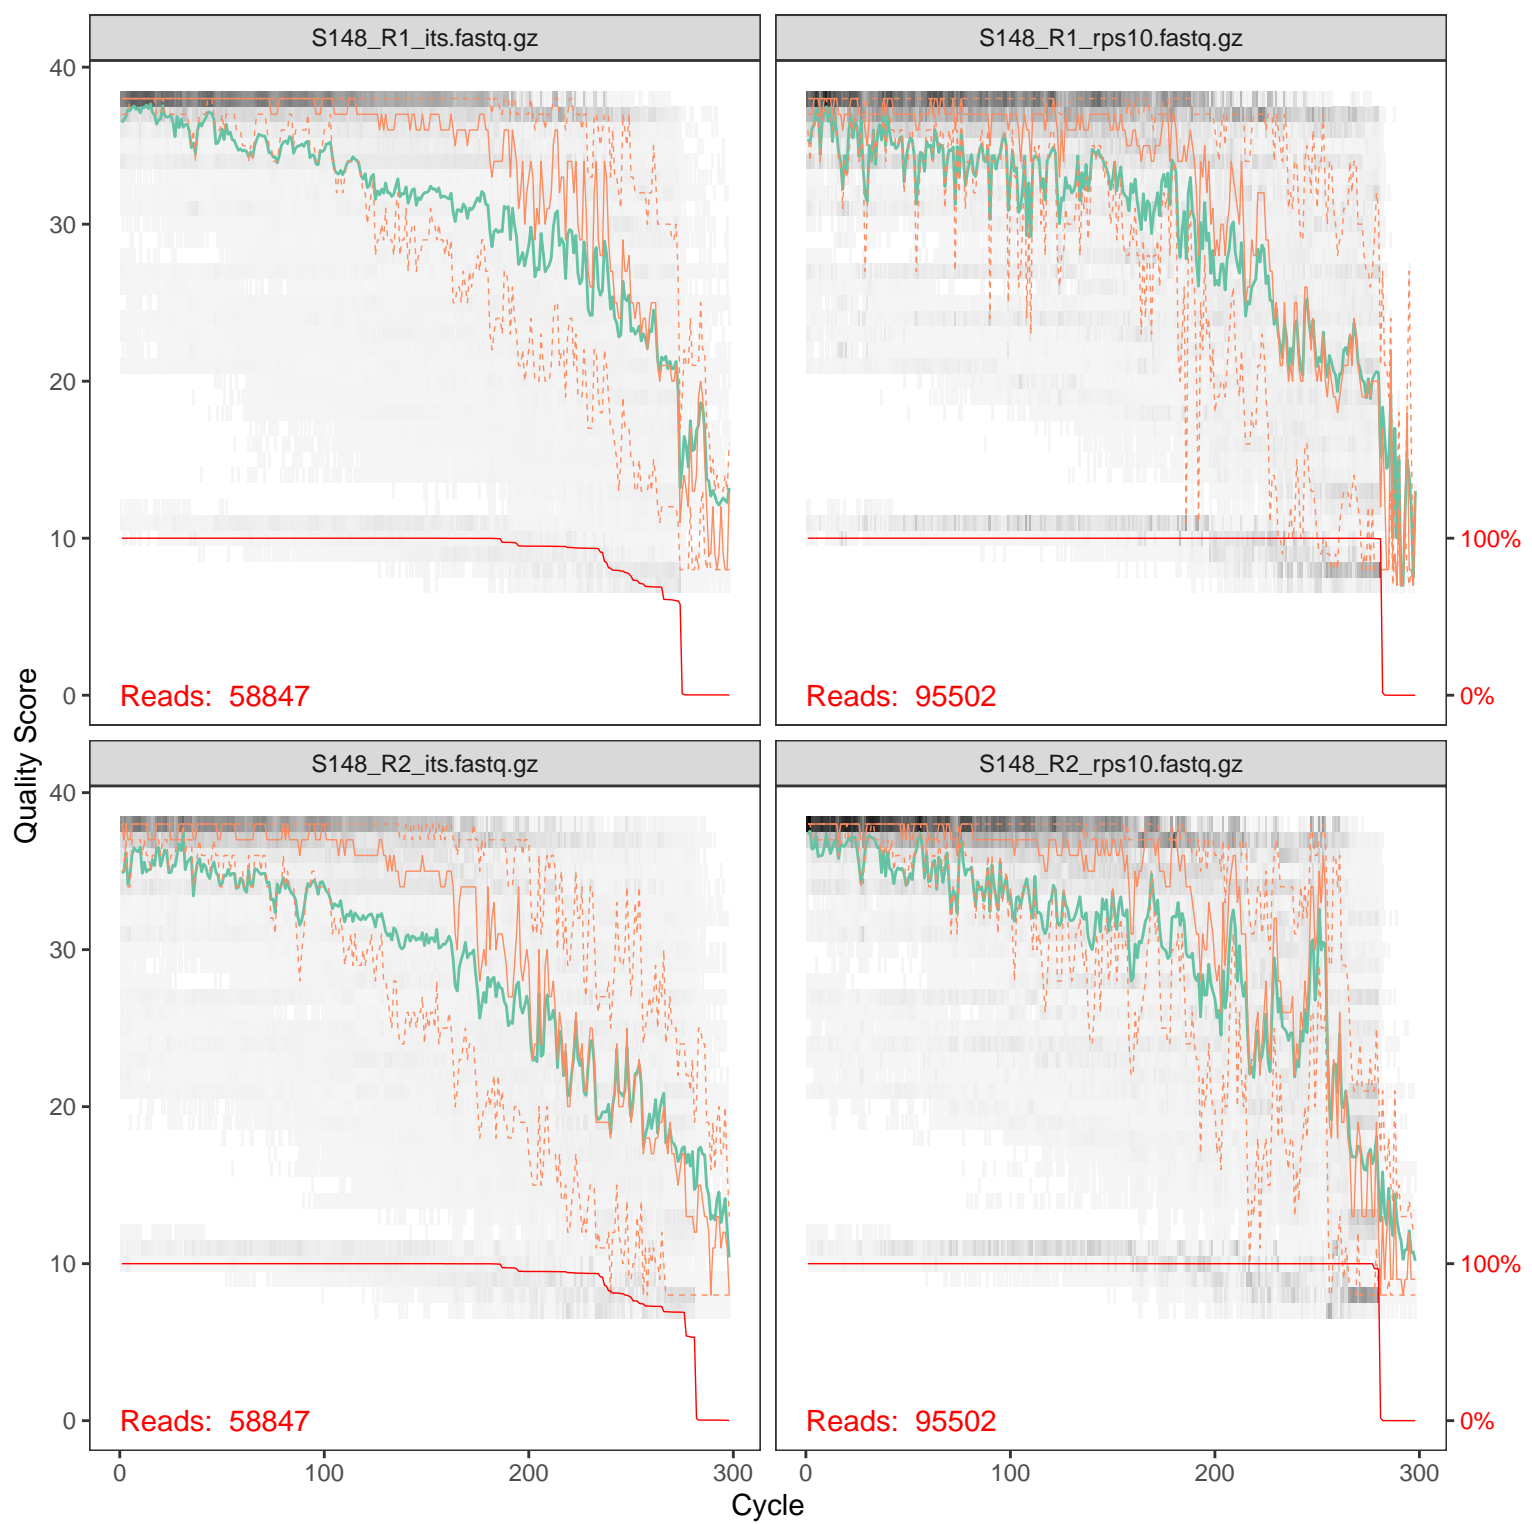 S148_R1_its.fastq.gz
S148_R1_rps10.fastq.gz
40
30
20
10
0
Reads: 58847
Reads: 95502
100%
0%
S148_R2_its.fastq.gz
S148_R2_rps10.fastq.gz
40
30
20
10
0
Reads: 58847
Reads: 95502
100%
0%
0 100 200 300
0 100 200 300
Cycle
Quality Score